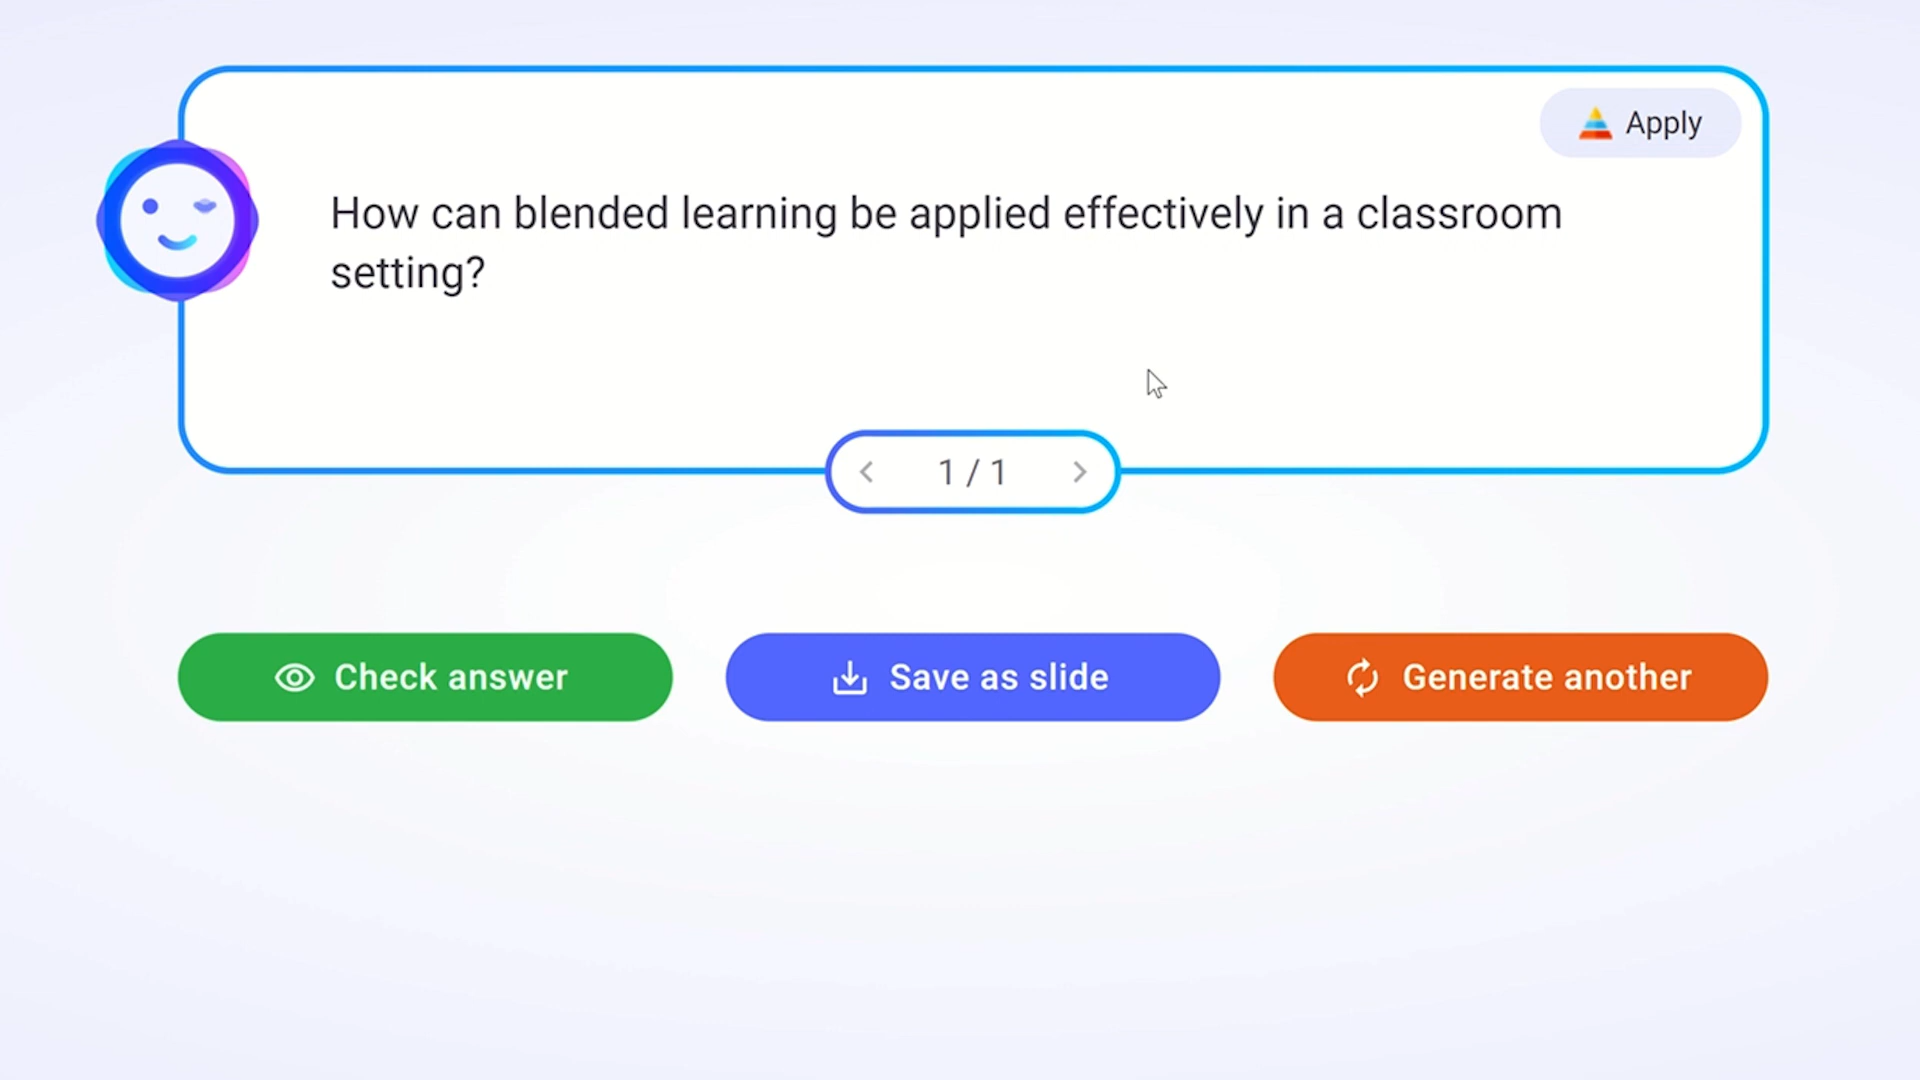 Apply
How can blended learning be applied effectively in a classroom
setting?
1 / 1
Check answer
Save as slide
Generate another